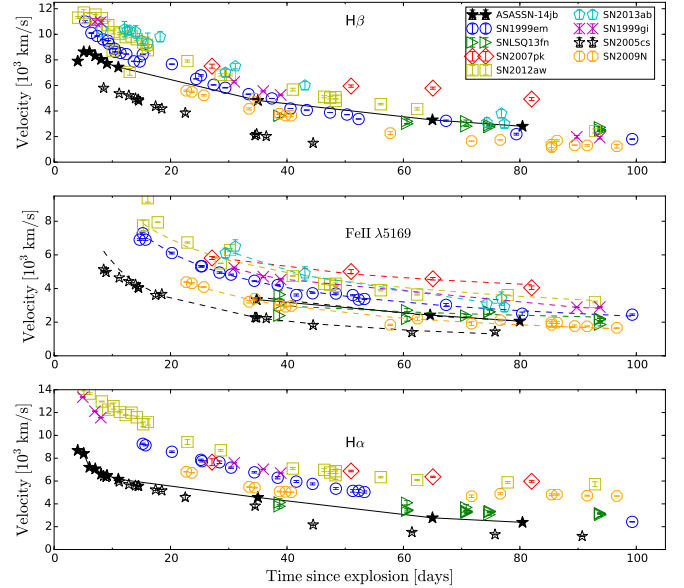 12
10
8
6
4
2
0
Velocity [10³ km/s]
Hβ
ASASSN-14jb
SN1999em
SNLSQ13fn
SN2007pk
SN2012aw
SN2013ab
SN1999gi
SN2005cs
SN2009N
0 20 40 60 80 100
8
6
4
2
0
Velocity [10³ km/s]
FeII λ5169
0 20 40 60 80 100
14
12
10
8
6
4
2
0
Velocity [10³ km/s]
Hα
0 20 40 60 80 100
Time since explosion [days]